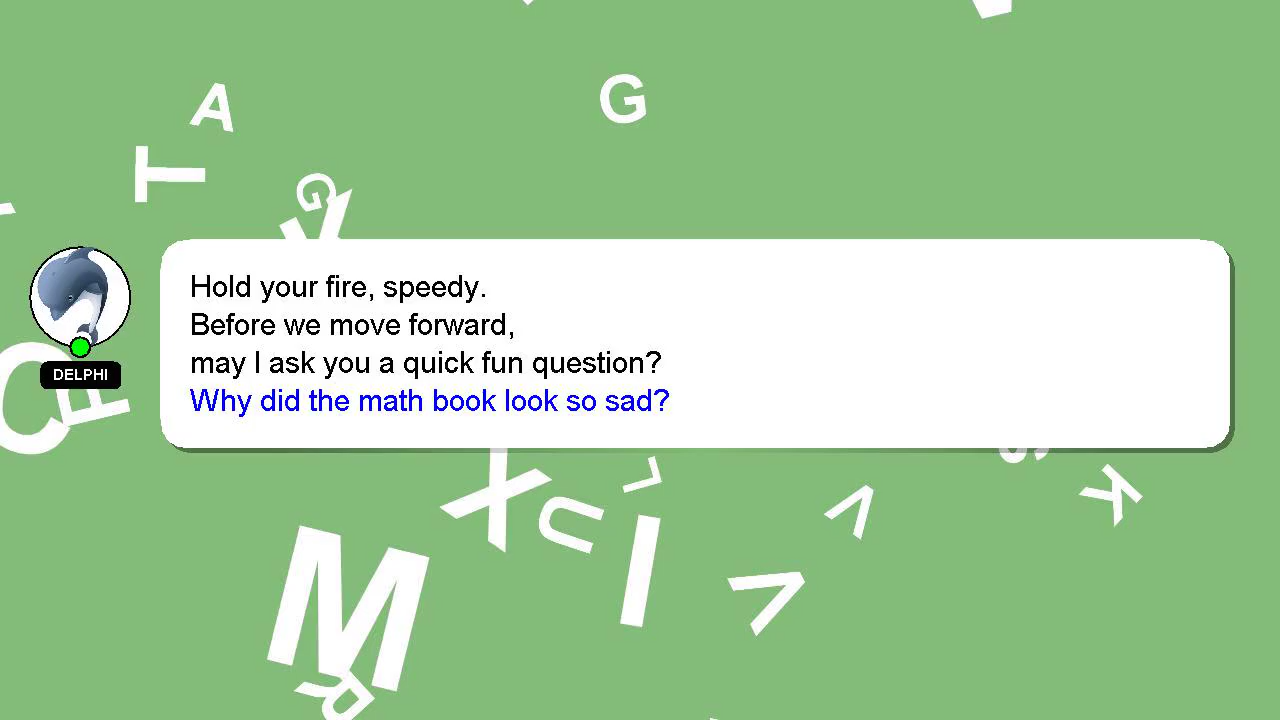 A
G
T
G
Hold your fire, speedy.
Before we move forward,
may I ask you a quick fun question?
Why did the math book look so sad?
DELPHI
C
E
X
U
L
I
V
V
S
K
M
R